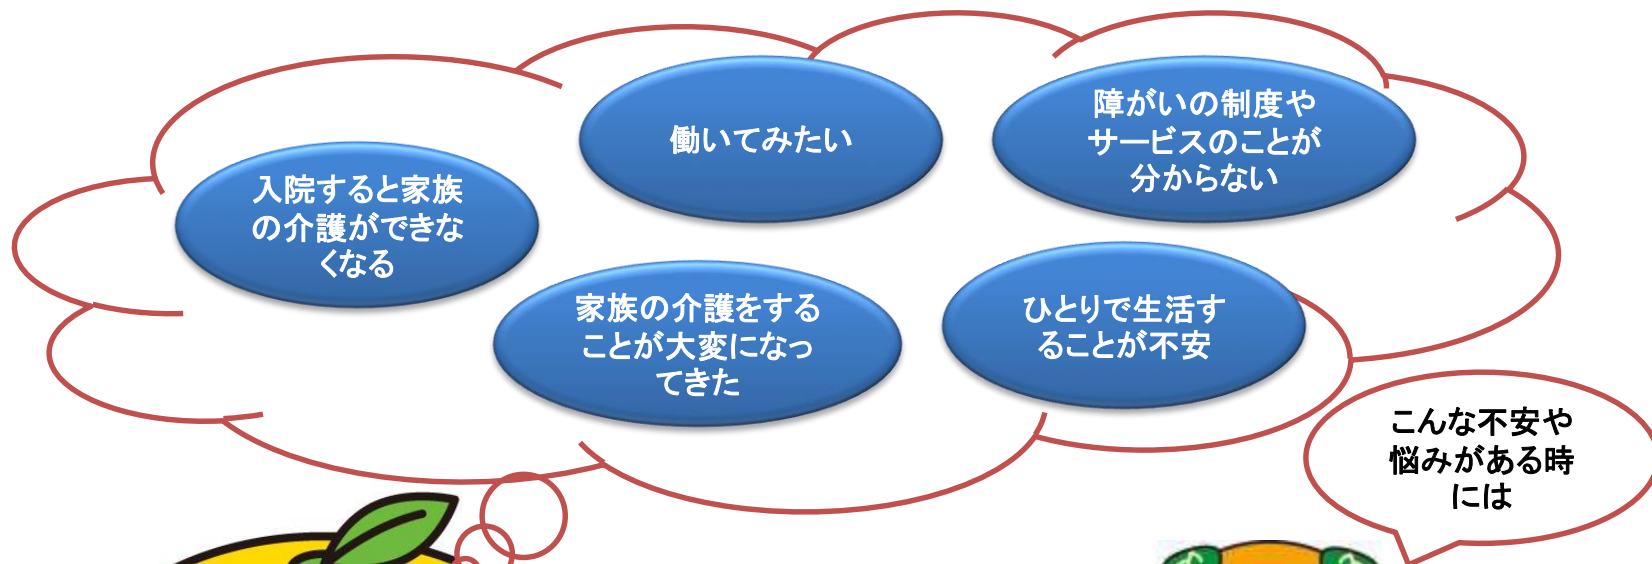 働いてみたい
障がいの制度や
サービスのことが
分からない
入院すると家族
の介護ができな
くなる
家族の介護をする
ことが大変になっ
てきた
ひとりで生活す
ることが不安
こんな不安や
悩みがある時
には